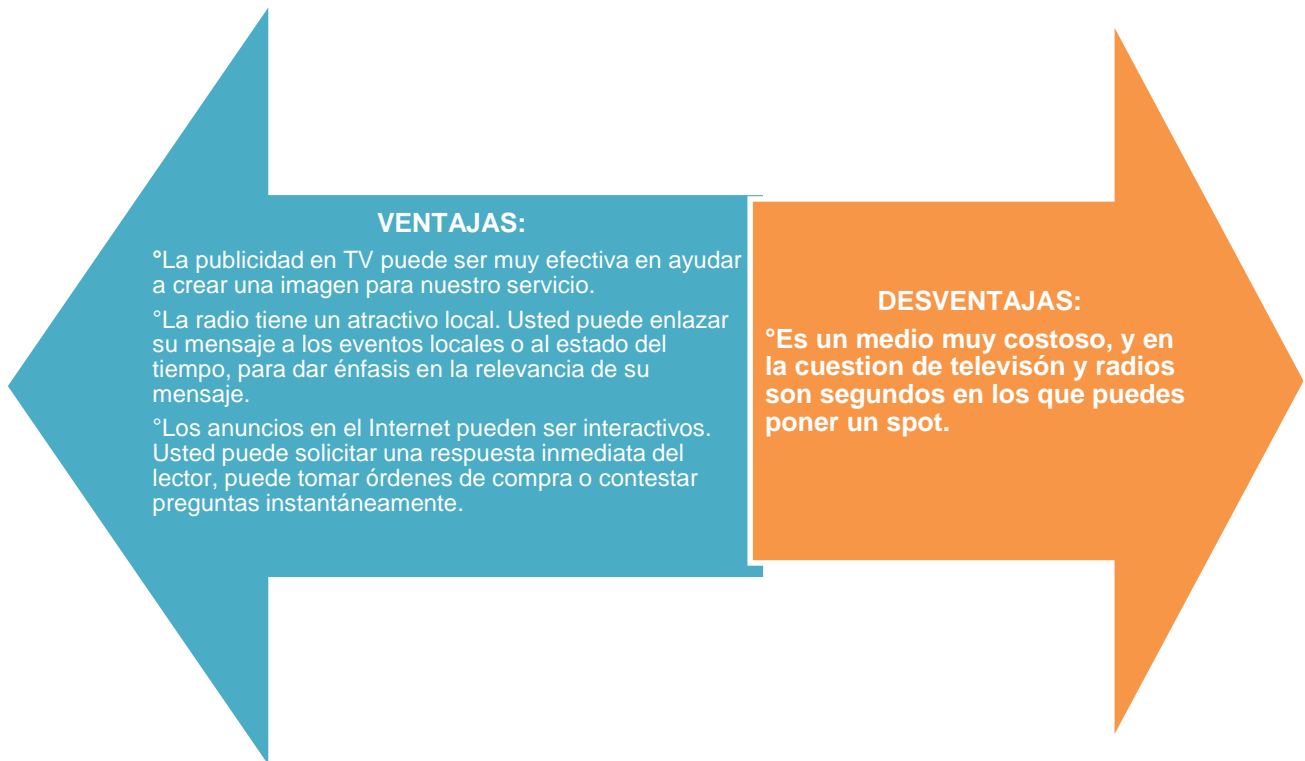 VENTAJAS:
°La publicidad en TV puede ser muy efectiva en ayudar
a crear una imagen para nuestro servicio.
°La radio tiene un atractivo local. Usted puede enlazar
su mensaje a los eventos locales o al estado del
tiempo, para dar énfasis en la relevancia de su
mensaje.
°Los anuncios en el Internet pueden ser interactivos.
Usted puede solicitar una respuesta inmediata del
lector, puede tomar órdenes de compra o contestar
preguntas instantáneamente.
DESVENTAJAS:
°Es un medio muy costoso, y en
la cuestion de televisón y radios
son segundos en los que puedes
poner un spot.